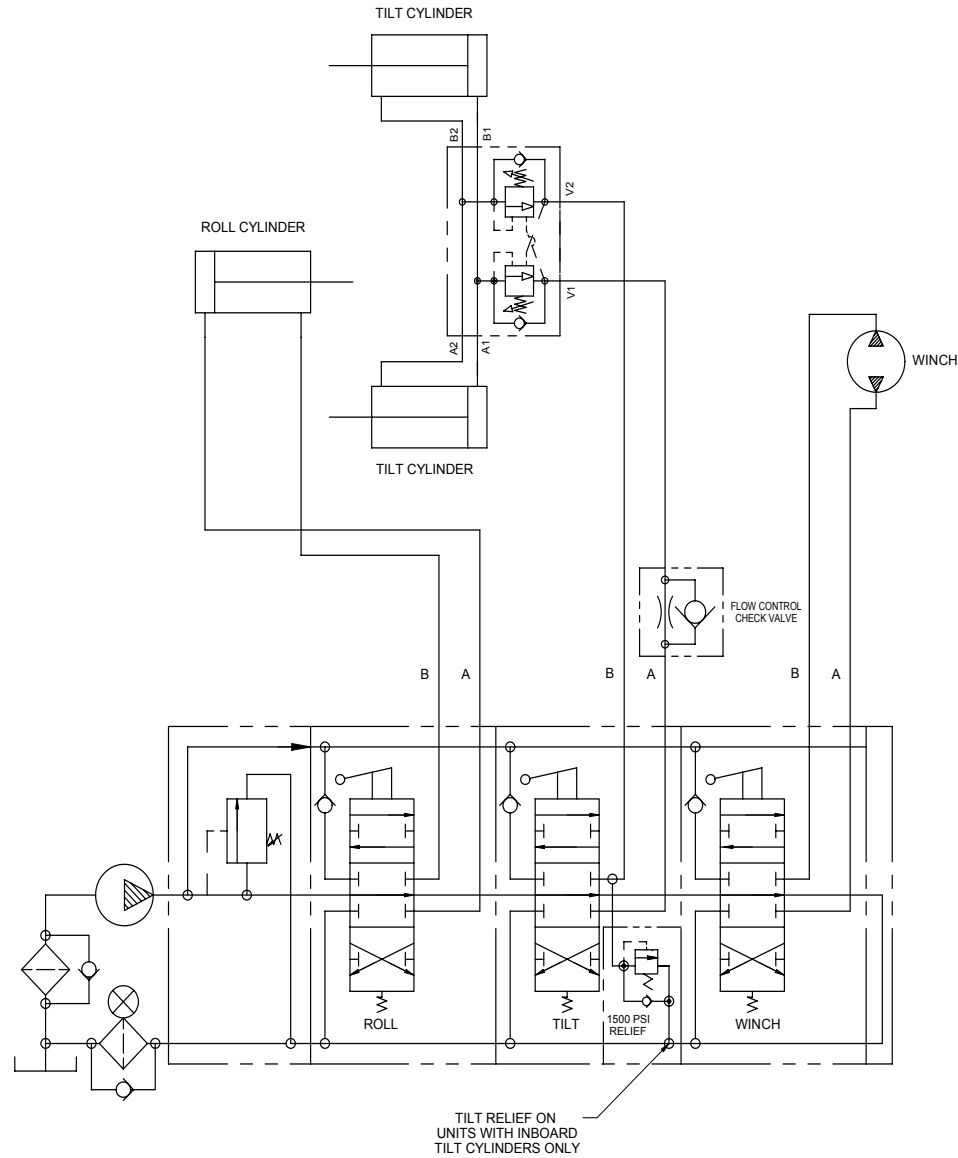 TILT CYLINDER
B2
B1
V2
ROLL CYLINDER
V1
A2
A1
WINCH
TILT CYLINDER
FLOW CONTROL
CHECK VALVE
B
A
B
A
B
A
ROLL
TILT
1500 PSI
RELIEF
WINCH
TILT RELIEF ON
UNITS WITH INBOARD
TILT CYLINDERS ONLY